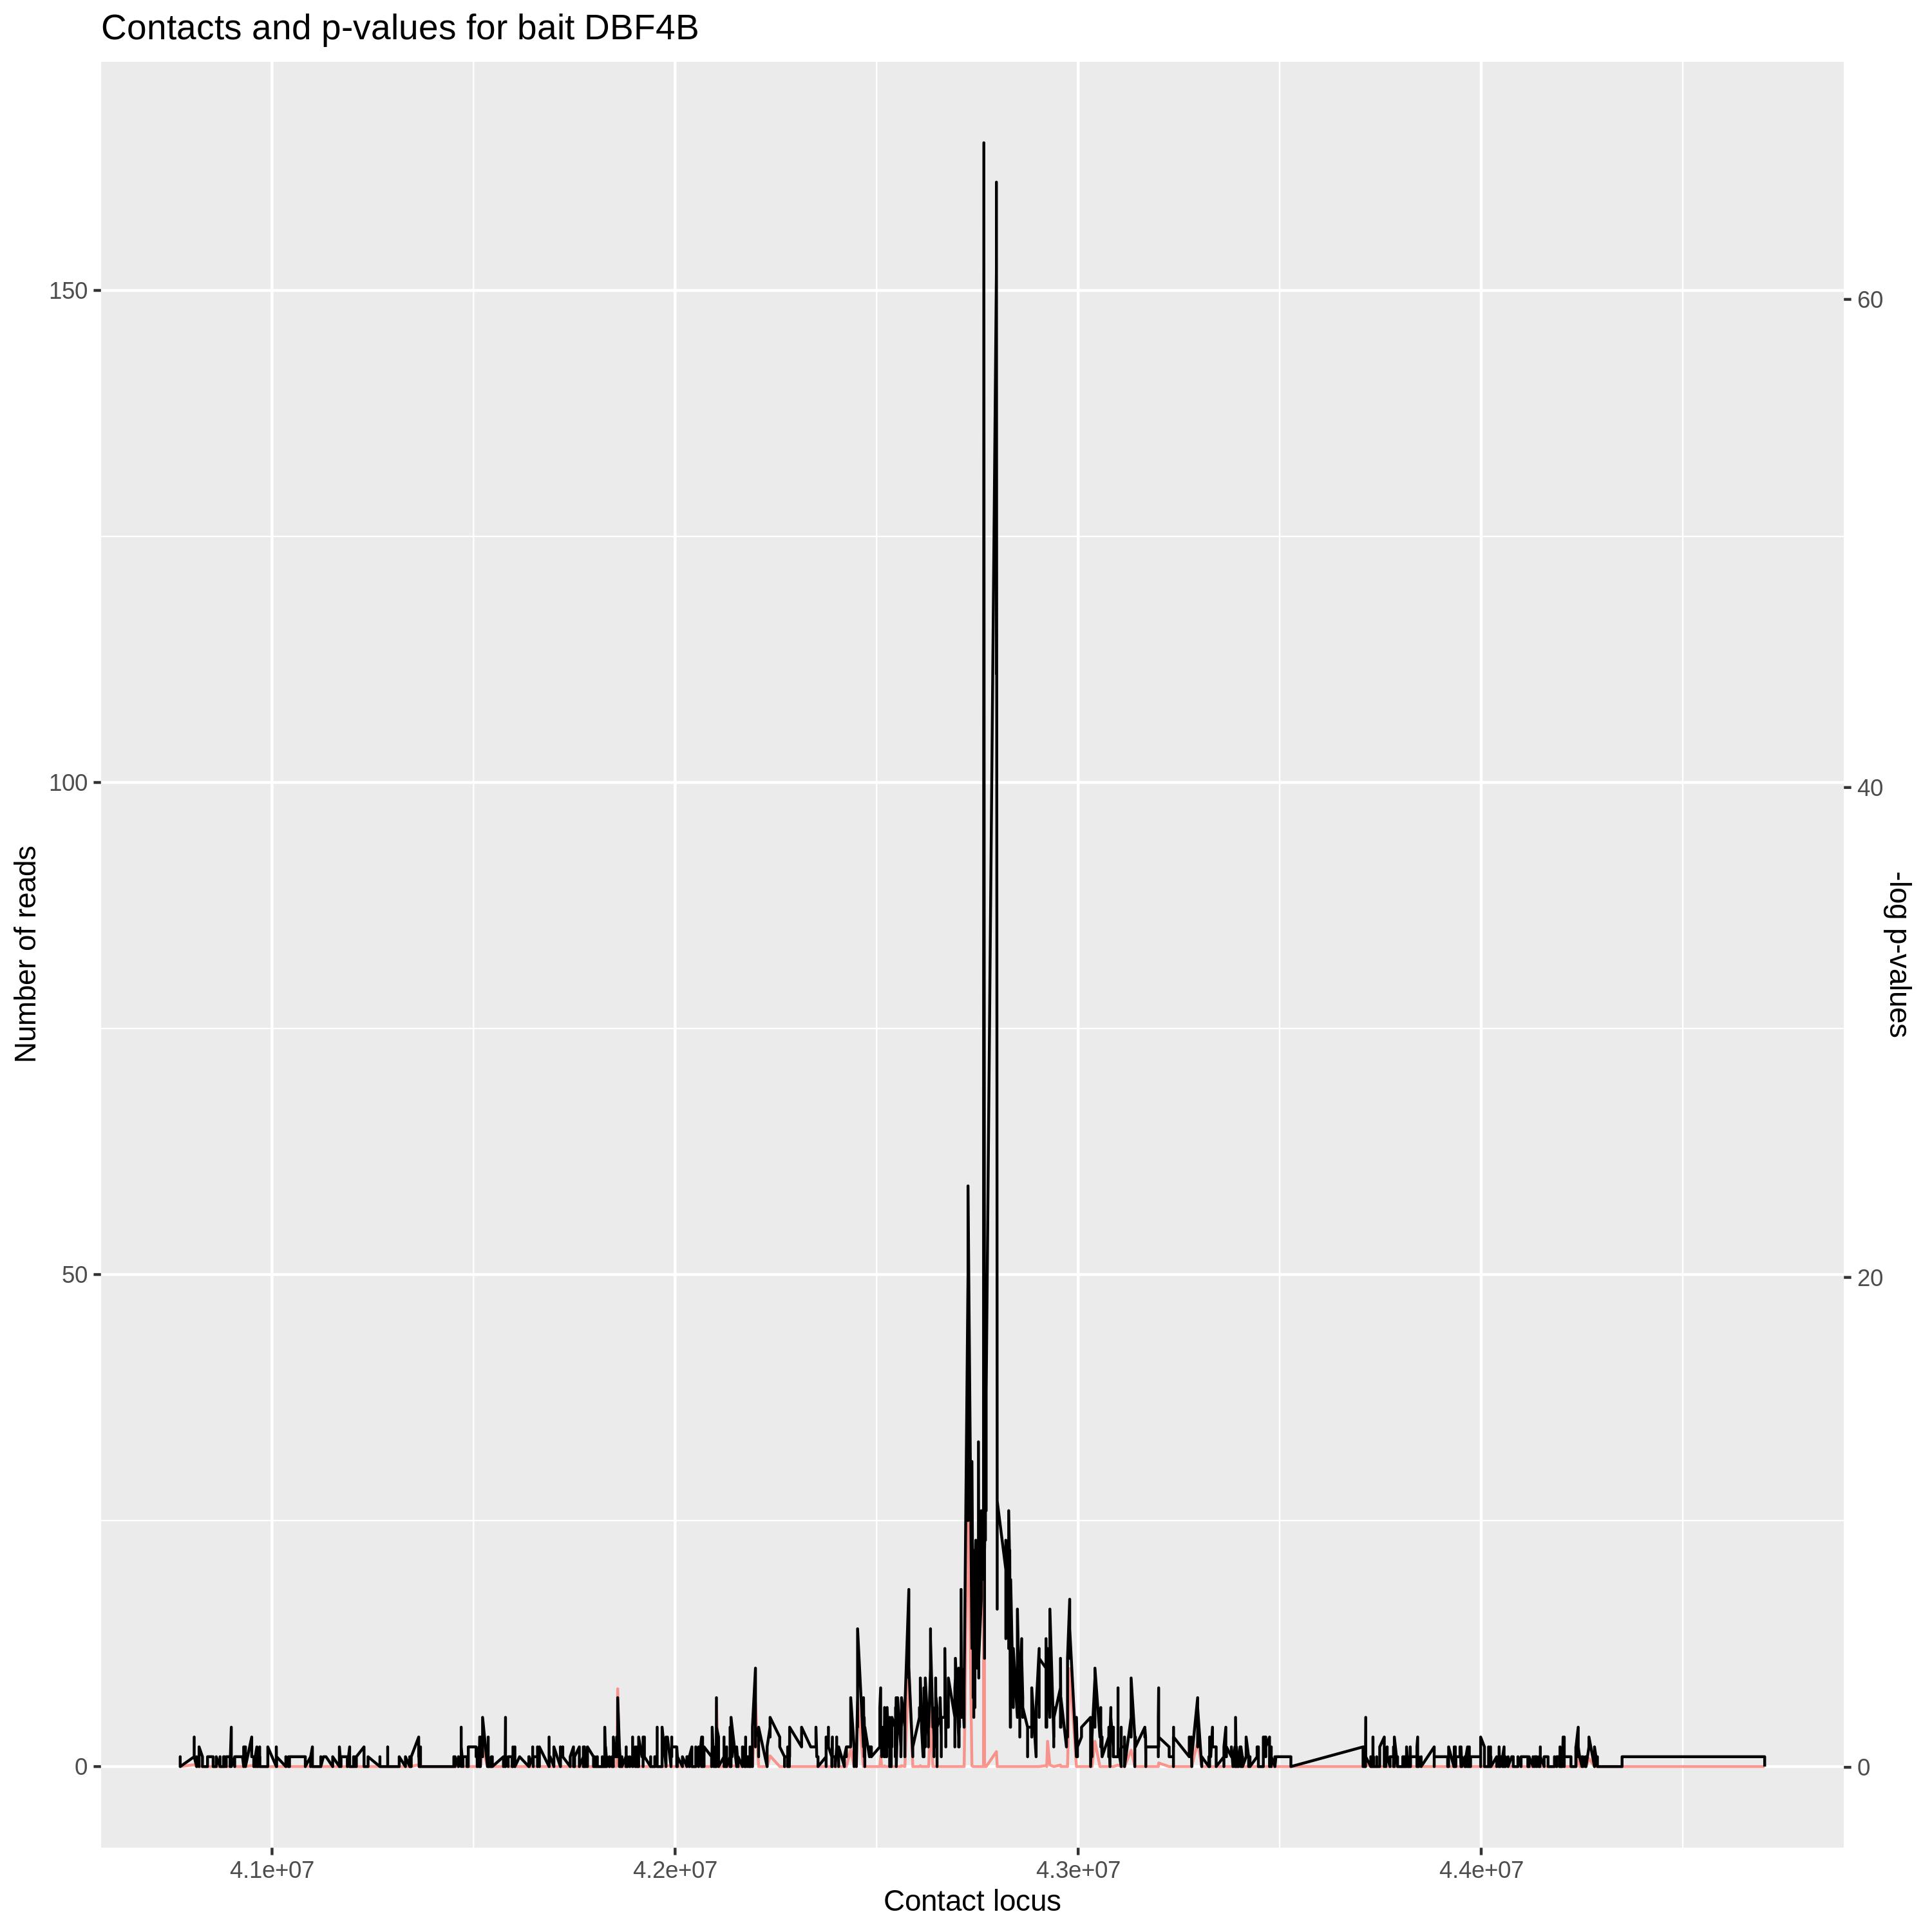 Contacts and p-values for bait DBF4B
150
100
50
0
Number of reads
60
40
20
0
-log p-values
4.1e+07
4.2e+07
4.3e+07
4.4e+07
Contact locus